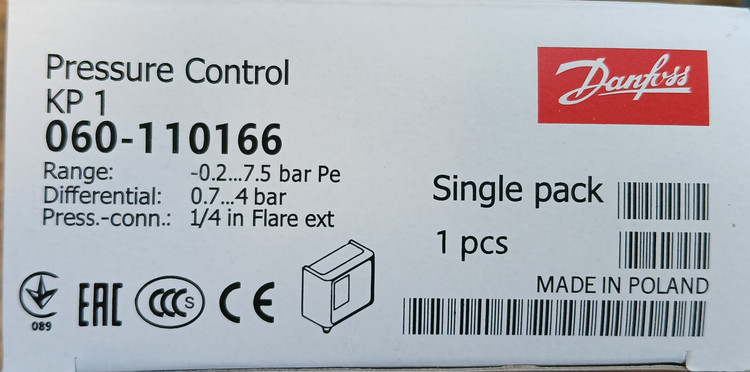 Pressure Control
KP 1
060-110166
Range: -0.2...7.5 bar Pe
Differential: 0.7...4 bar
Press.-conn.: 1/4 in Flare ext
Danfoss
Single pack
1 pcs
MADE IN POLAND
089
EAC
CCC S
CE